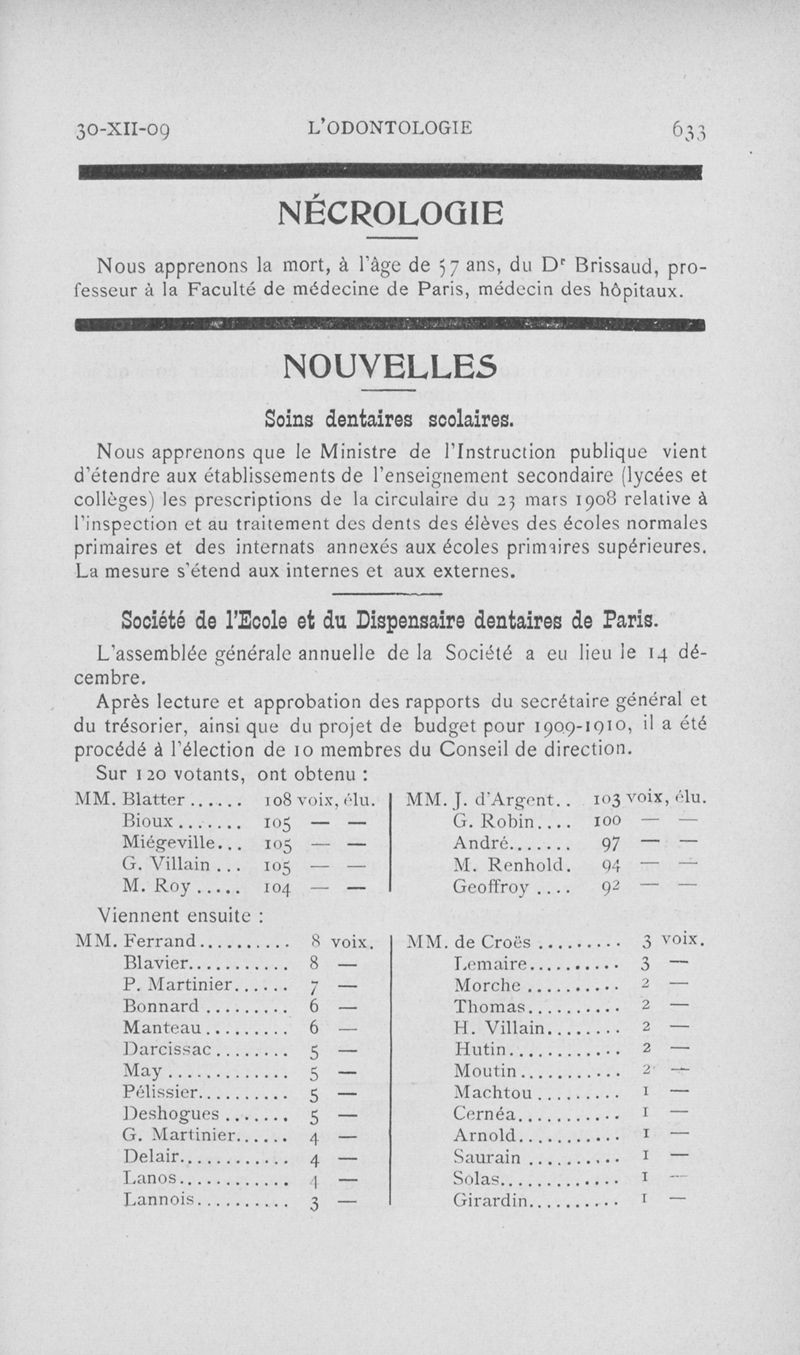 30-XII-09 L'ODONTOLOGIE 633
NÉCROLOGIE
Nous apprenons la mort, à l'âge de 57 ans, du Dr Brissaud, pro-
fesseur à la Faculté de médecine de Paris, médecin des hôpitaux.
NOUVELLES
Soins dentaires scolaires.
Nous apprenons que le Ministre de l'Instruction publique vient
d'étendre aux établissements de l'enseignement secondaire (lycées et
collèges) les prescriptions de la circulaire du 23 mars 1908 relative à
l'inspection et au traitement des dents des élèves des écoles normales
primaires et des internats annexés aux écoles primaires supérieures.
La mesure s'étend aux internes et aux externes.
Société de l'Ecole et du Dispensaire dentaires de Paris.
L'assemblée générale annuelle de la Société a eu lieu le 14 dé-
cembre.
Après lecture et approbation des rapports du secrétaire général et
du trésorier, ainsi que du projet de budget pour 1909-1910, il a été
procédé à l'élection de 10 membres du Conseil de direction.
Sur 120 votants, ont obtenu :
MM. Blatter ...... 108 voix, élu.
Bioux ....... 105 — —
Miégeville... 105 — —
G. Villain ... 105 — —
M. Roy ..... 104 — —
MM. J. d'Argent.. 103 voix, élu.
G. Robin.... 100 — —
André....... 97 — —
M. Renhold. 94 — —
Geoffroy .... 92 — —
Viennent ensuite :
MM. Ferrand.......... 8 voix.
Blavier........... 8 —
P. Martinier...... 7 —
Bonnard ......... 6 —
Manteau ......... 6 —
Darcissac ........ 5 —
May ............. 5 —
Pélissier.......... 5 —
Deshogues ....... 5 —
G. Martinier...... 4 —
Delair............ 4 —
Lanos............ 4 —
Lannois.......... 3 —
MM. de Croës ......... 3 voix.
Lemaire.......... 3 —
Morche .......... 2 —
Thomas.......... 2 —
H. Villain........ 2 —
Hutin............ 2 —
Moutin........... 2 —
Machtou ......... 1 —
Cernéa........... 1 —
Arnold........... 1 —
Saurain .......... 1 —
Solas............. 1 —
Girardin.......... 1 —